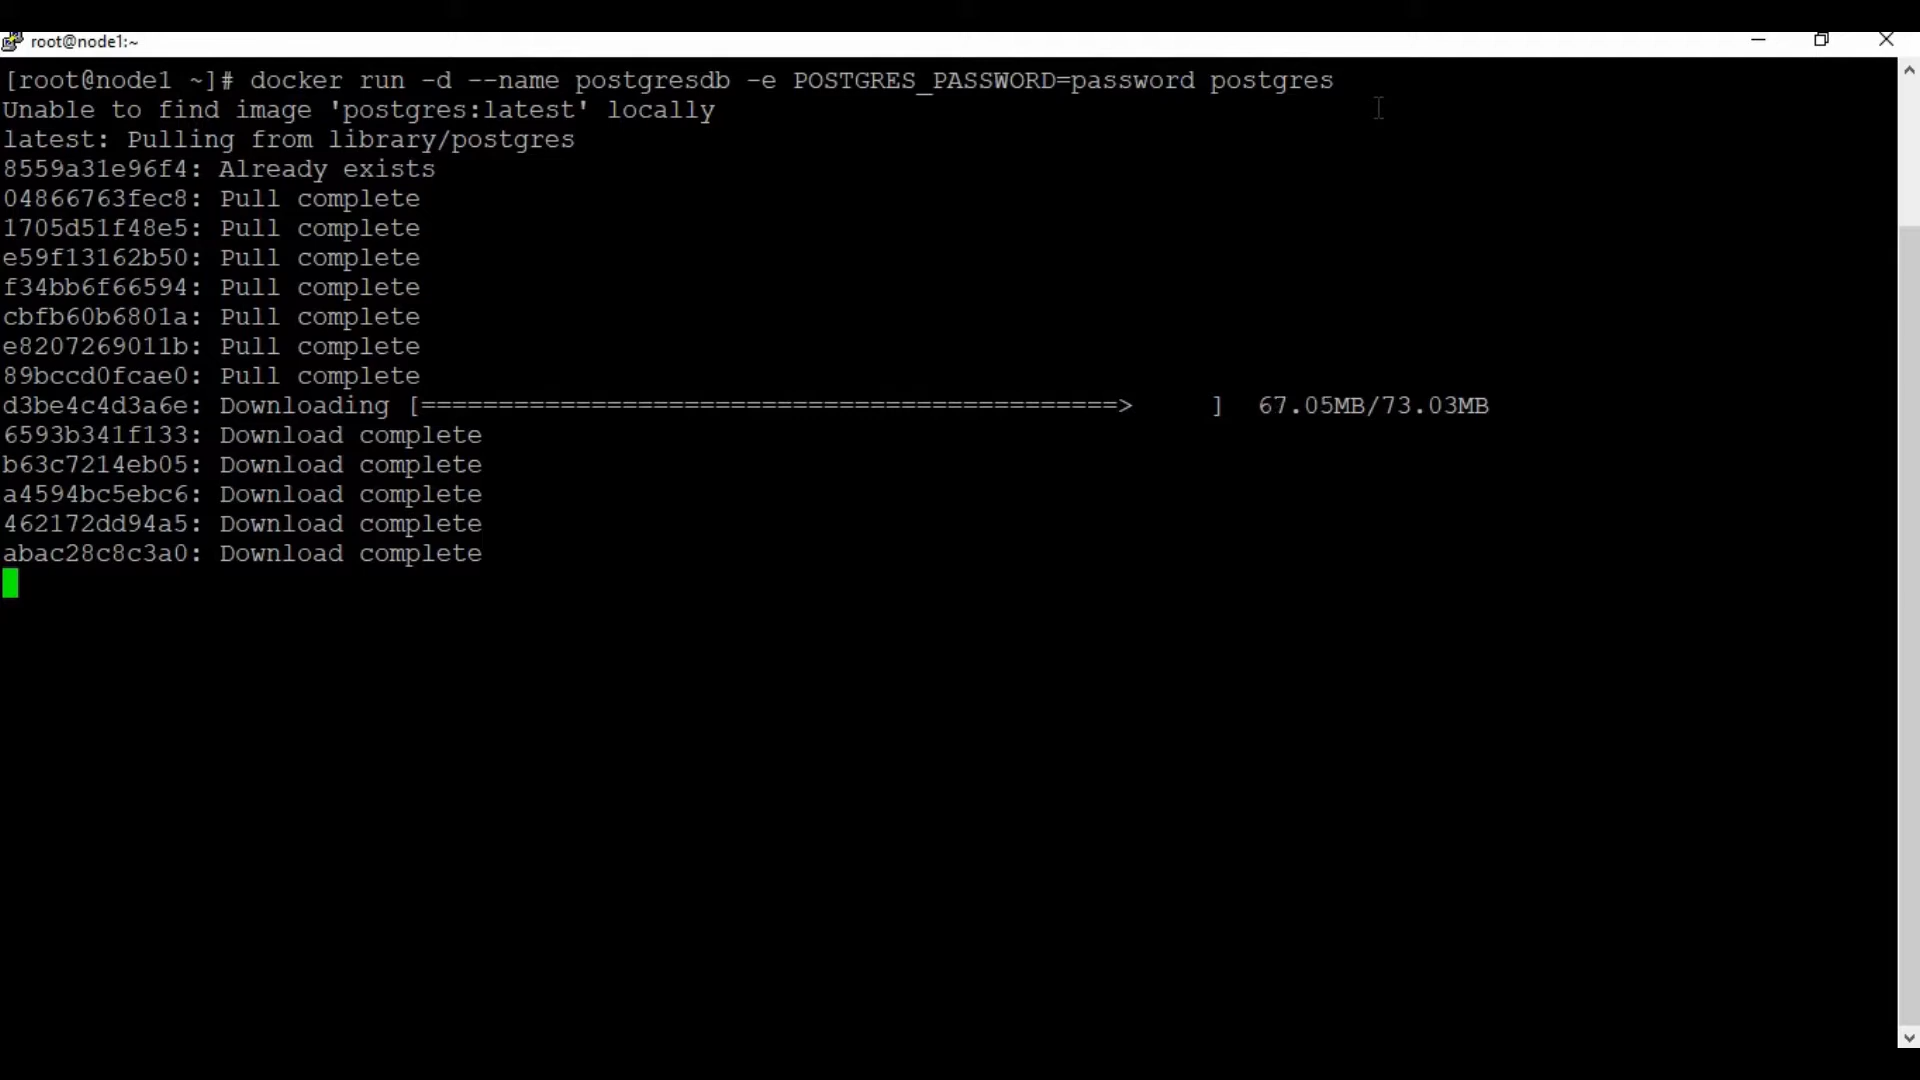 root@node1:~
[root@node1 ~]# docker run -d --name postgresdb -e POSTGRES_PASSWORD=password postgres
Unable to find image 'postgres:latest' locally
latest: Pulling from library/postgres
8559a31e96f4: Already exists
04866763fec8: Pull complete
1705d51f48e5: Pull complete
e59f13162b50: Pull complete
f34bb6f66594: Pull complete
cbfb60b6801a: Pull complete
e8207269011b: Pull complete
89bccd0fcae0: Pull complete
d3be4c4d3a6e: Downloading [=============================================>     ]  67.05MB/73.03MB
6593b341f133: Download complete
b63c7214eb05: Download complete
a4594bc5ebc6: Download complete
462172dd94a5: Download complete
abac28c8c3a0: Download complete